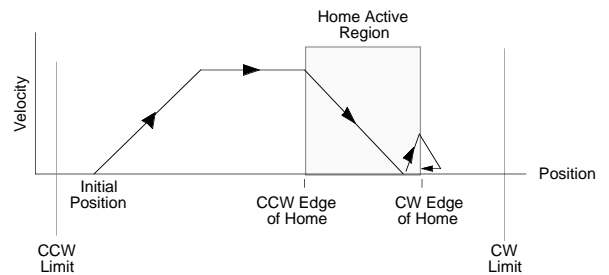 Home Active
Region
Velocity
Position
Initial
Position
CCW Edge
of Home
CW Edge
of Home
CCW
Limit
CW
Limit